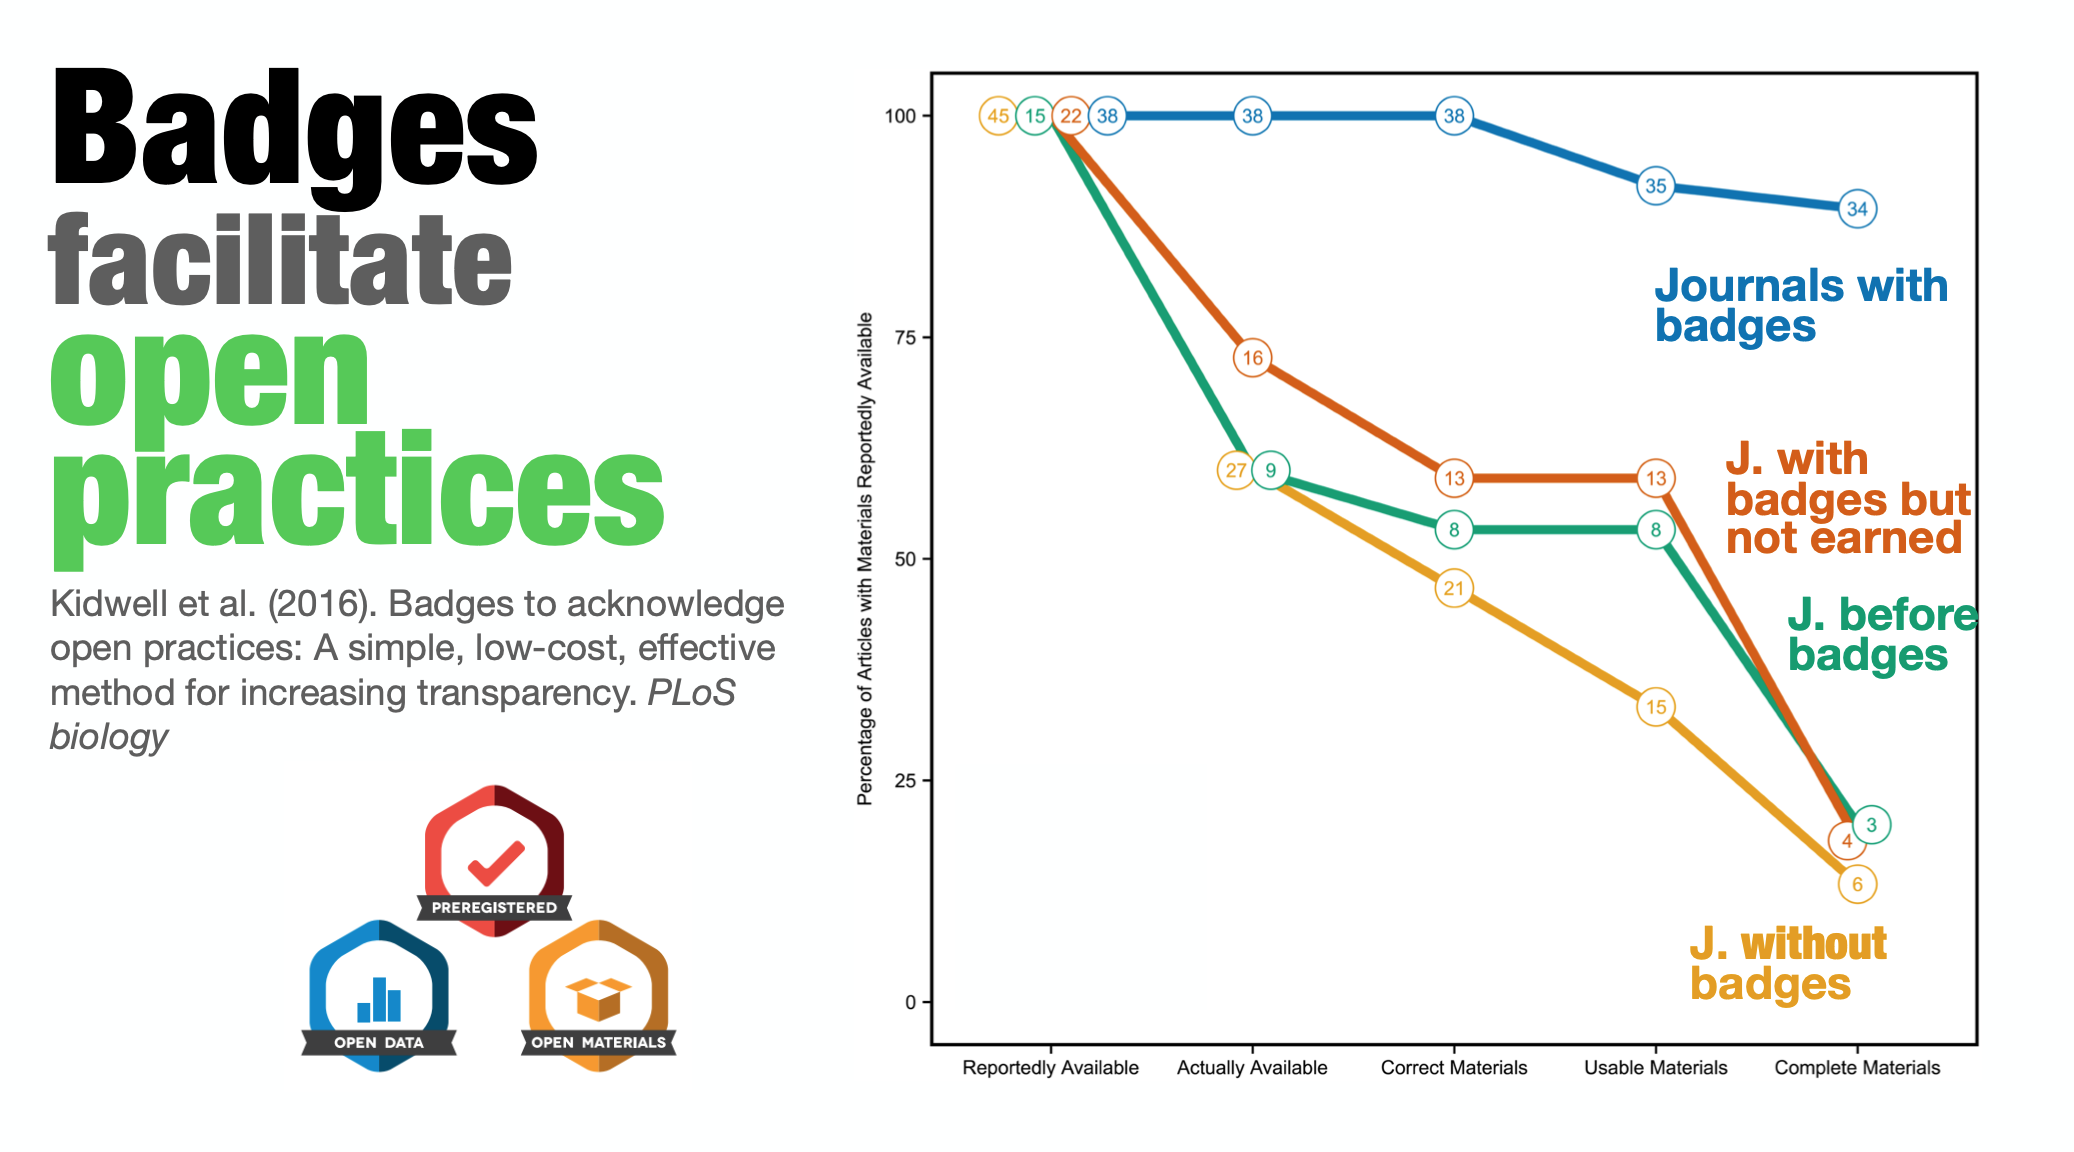 Badges
facilitate
open
practices
Kidwell et al. (2016). Badges to acknowledge
open practices: A simple, low-cost, effective
method for increasing transparency. PLoS
biology
PREREGISTERED
OPEN DATA
OPEN MATERIALS
Percentage of Articles with Materials Reportedly Available
100
75
50
25
0
45 15 22 38 38 38
35
34
Journals with
badges
16
27 9
13 13
J. with
badges but
not earned
8 8
21
J. before
badges
15
3
4
6
J. without
badges
Reportedly Available Actually Available Correct Materials Usable Materials Complete Materials